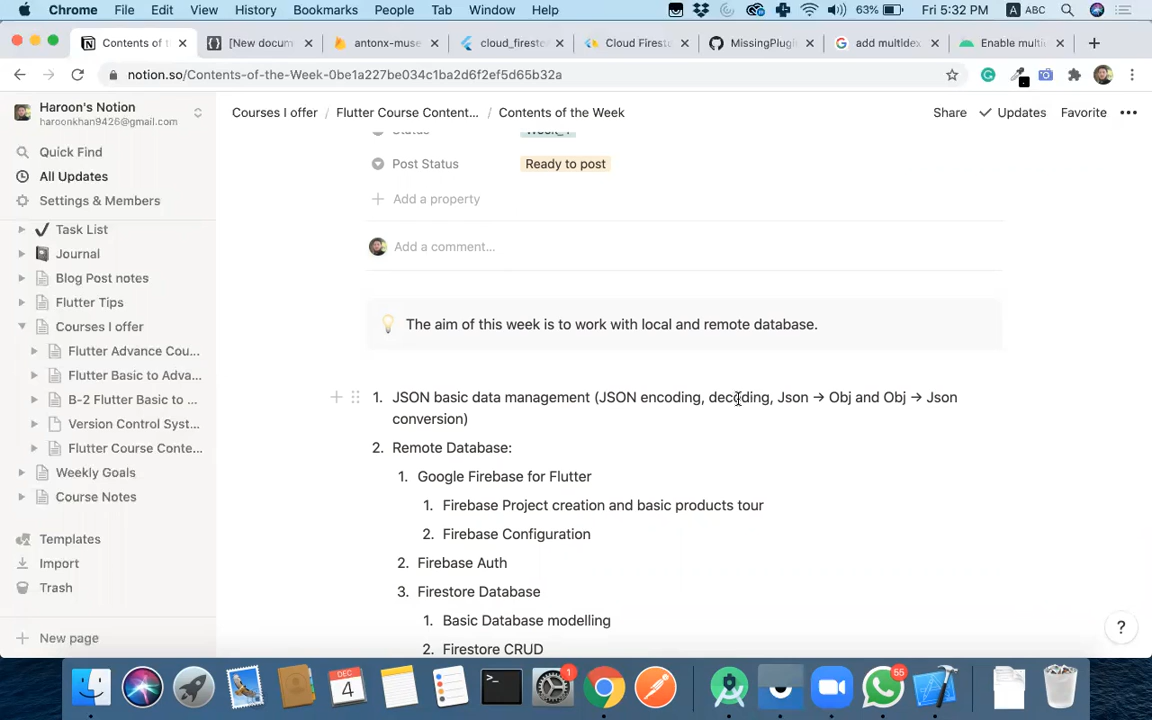 Chrome File Edit View History Bookmarks People Tab Window Help 63% Fri 5:32 PM A ABC
Contents of t
[New docum
antonx-muse
cloud_firesto
Cloud Firest
MissingPlugi
add multidex
Enable multi
notion.so/Contents-of-the-Week-0be1a227be034c1ba2d6f2ef5d65b32a
Haroon's Notion
haroonkhan9426@gmail.com
Courses I offer / Flutter Course Content... / Contents of the Week
Share Updates Favorite
Quick Find
All Updates
Settings & Members
Task List
Journal
Blog Post notes
Flutter Tips
Courses I offer
Flutter Advance Cou...
Flutter Basic to Adva...
B-2 Flutter Basic to ...
Version Control Syst...
Flutter Course Conte...
Weekly Goals
Course Notes
Templates
Import
Trash
New page
Status Week_4
Post Status Ready to post
Add a property
Add a comment...
The aim of this week is to work with local and remote database.
1. JSON basic data management (JSON encoding, decoding, Json → Obj and Obj → Json
conversion)
2. Remote Database:
1. Google Firebase for Flutter
1. Firebase Project creation and basic products tour
2. Firebase Configuration
2. Firebase Auth
3. Firestore Database
1. Basic Database modelling
2. Firestore CRUD
?
DEC
4
1
55